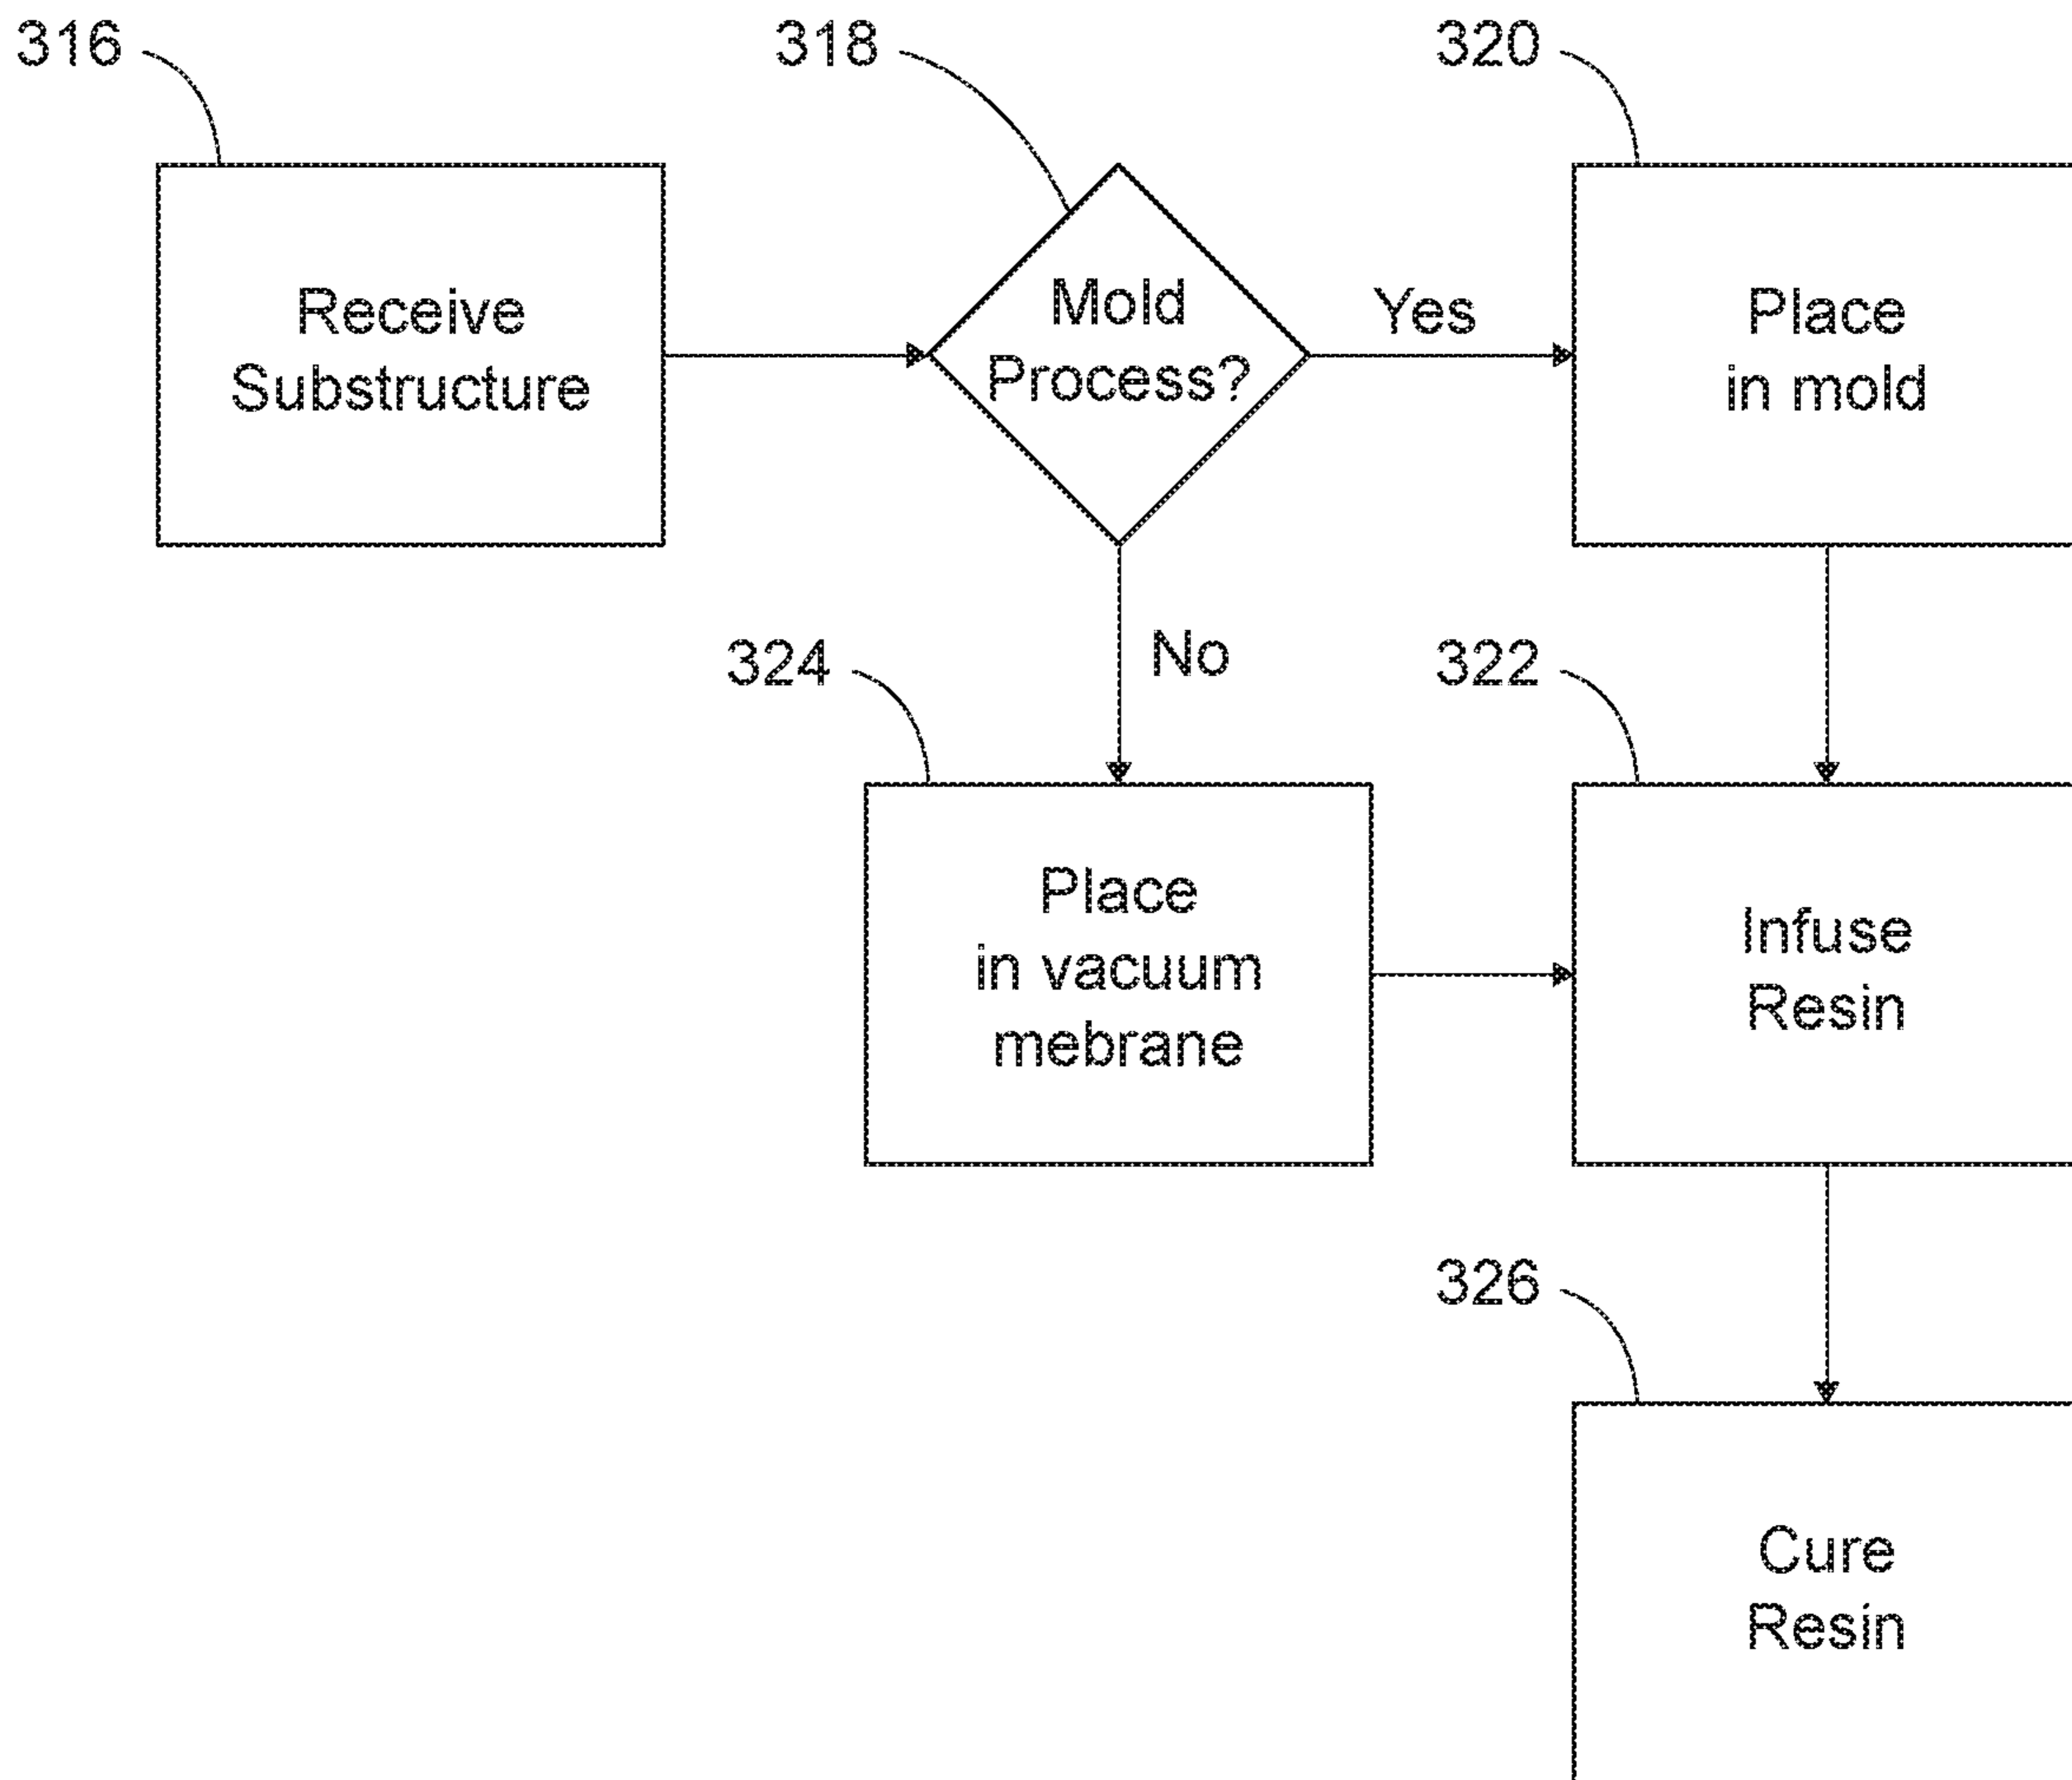 316
318
320
Receive
Substructure
Mold
Process?
Yes
Place
in mold
No
324
322
Place
in vacuum
mebrane
Infuse
Resin
326
Cure
Resin